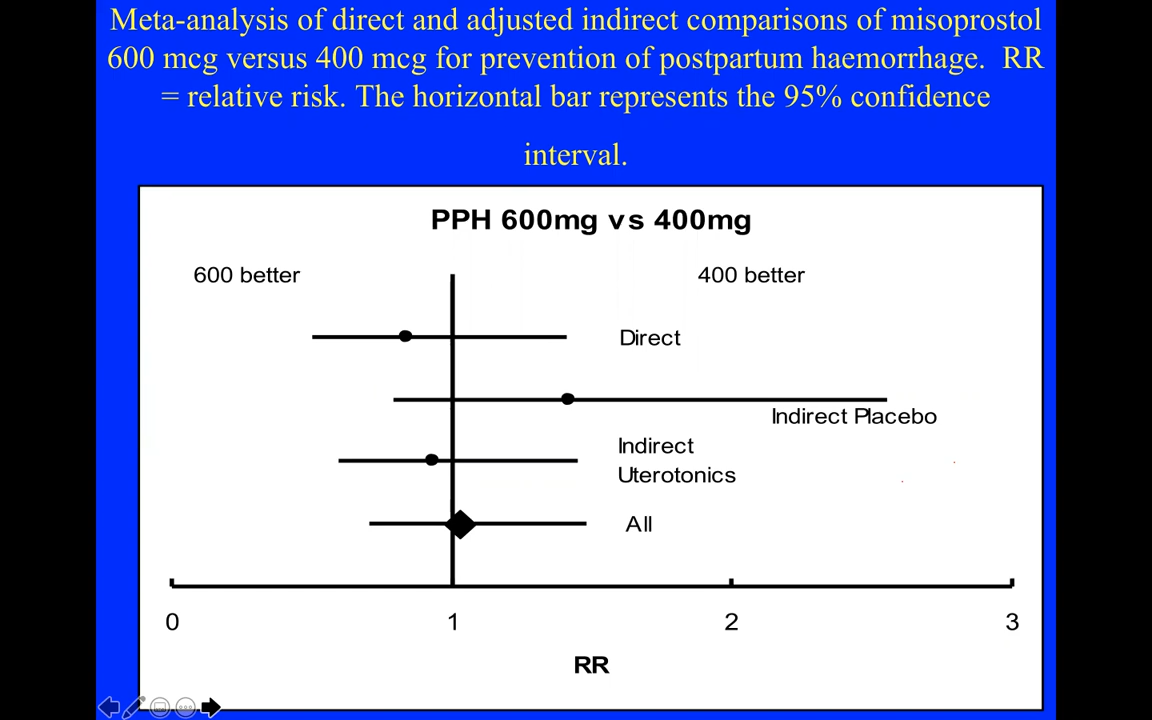 Meta-analysis of direct and adjusted indirect comparisons of misoprostol
600 mcg versus 400 mcg for prevention of postpartum haemorrhage. RR
= relative risk. The horizontal bar represents the 95% confidence
interval.
PPH 600mg vs 400mg
600 better
400 better
Direct
Indirect Placebo
Indirect
Uterotonics
All
0
1
2
3
RR